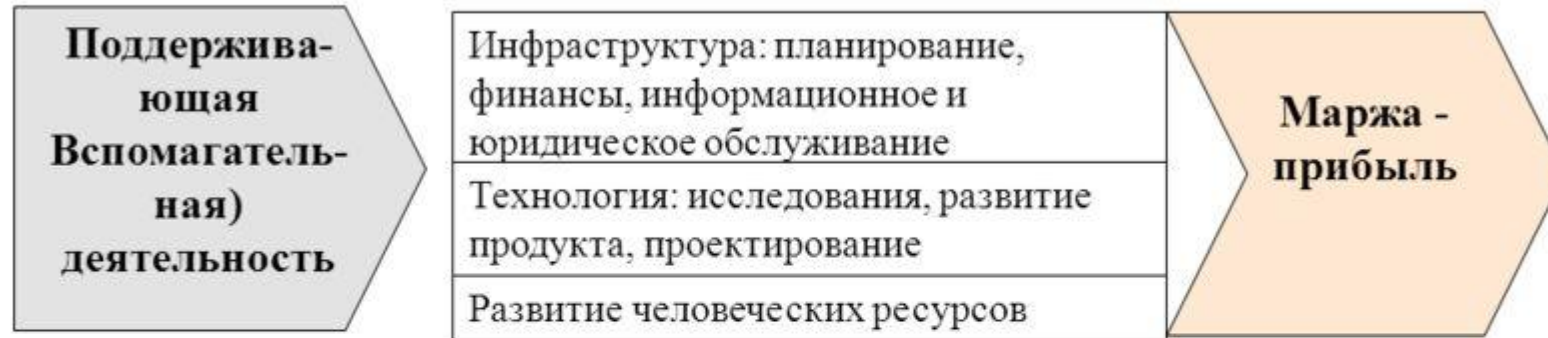 Поддержива-
ющая
Вспомагатель-
ная)
деятельность
Инфраструктура: планирование,
финансы, информационное и
юридическое обслуживание
Технология: исследования, развитие
продукта, проектирование
Развитие человеческих ресурсов
Маржа -
прибыль